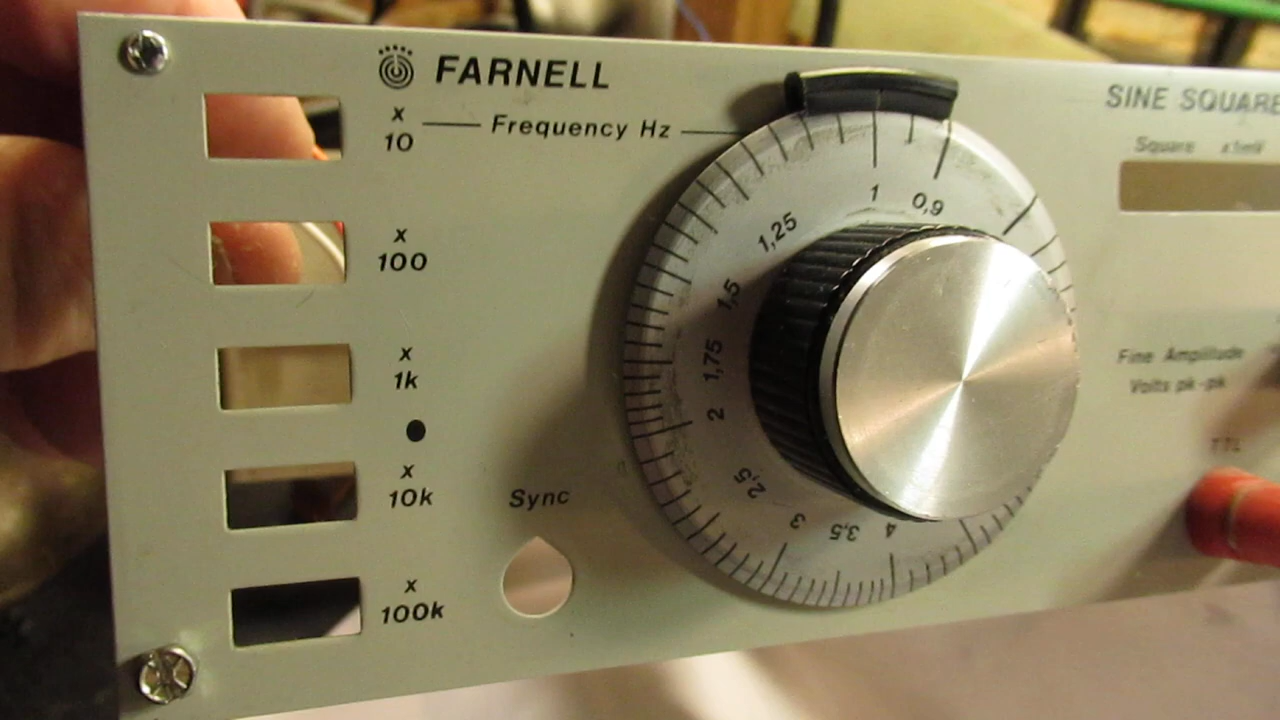 FARNELL
x
10
Frequency Hz
x
100
x
1k
x
10k
x
100k
Sync
0,9
1
1,25
1,5
1,75
2
2,5
3
3,5
4
SINE SQUARE
Square x1mV
Fine Amplitude
Volts pk-pk
TTL